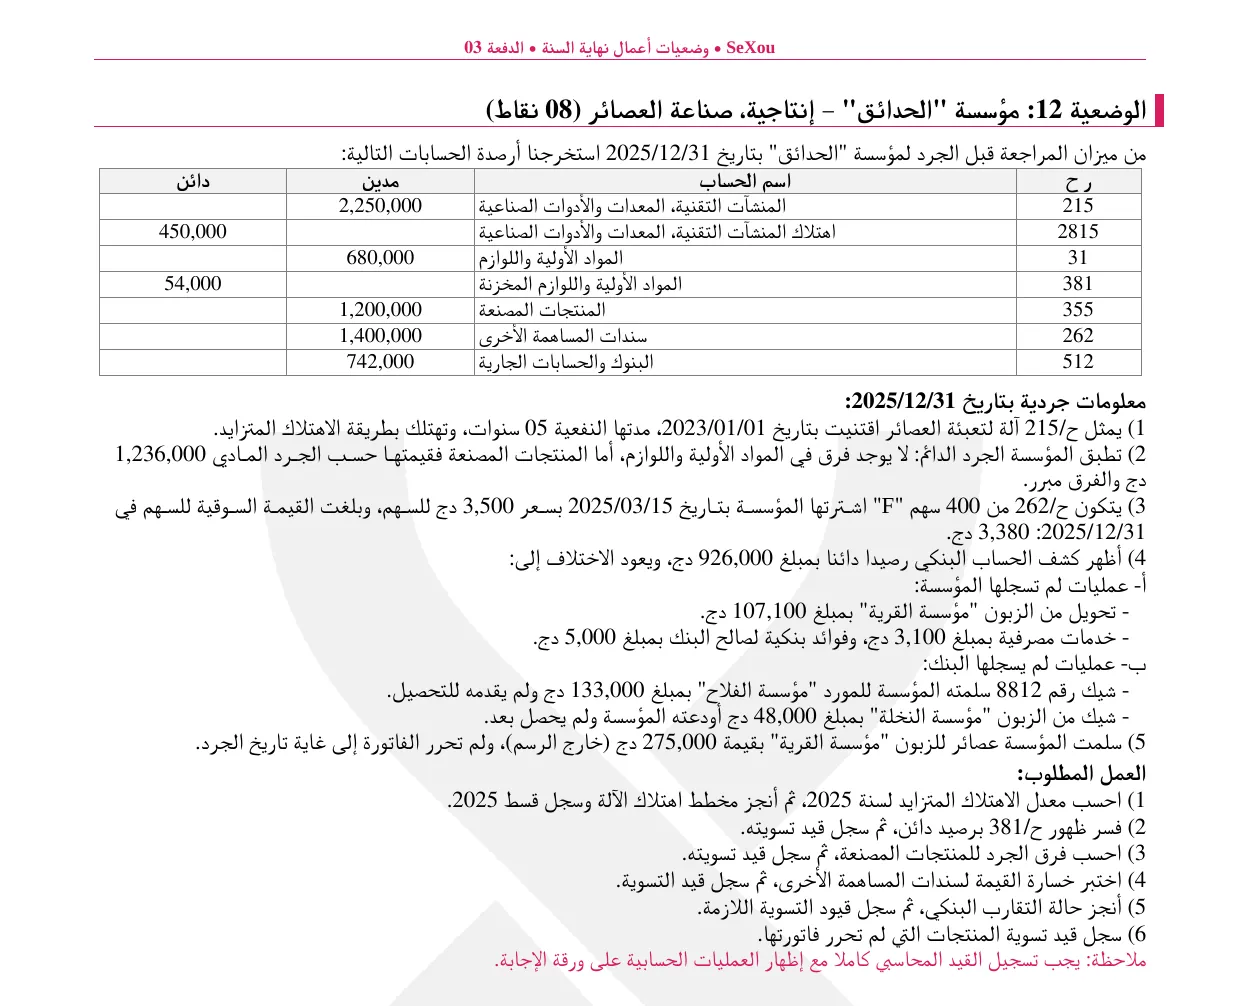 SeXou • وضعيات أعمال نهاية السنة • الدفعة 03
الوضعية 12: مؤسسة "الحدائق" – إنتاجية، صناعة العصائر (08 نقاط)
من ميزان المراجعة قبل الجرد لمؤسسة "الحدائق" بتاريخ 2025/12/31 استخرجنا أرصدة الحسابات التالية:
ر ح اسم الحساب مدين دائن
215 المنشآت التقنية، المعدات والأدوات الصناعية 2,250,000
2815 اهتلاك المنشآت التقنية، المعدات والأدوات الصناعية 450,000
31 المواد الأولية واللوازم 680,000
381 المواد الأولية واللوازم المخزنة 54,000
355 المنتجات المصنعة 1,200,000
262 سندات المساهمة الأخرى 1,400,000
512 البنوك والحسابات الجارية 742,000
معلومات جردية بتاريخ 2025/12/31:
1) يمثل ح/215 آلة لتعبئة العصائر اقتنيت بتاريخ 2023/01/01، مدتها النفعية 05 سنوات، وتهتلك بطريقة الاهتلاك المتزايد.
2) تطبق المؤسسة الجرد الدائم: لا يوجد فرق في المواد الأولية واللوازم، أما المنتجات المصنعة فقيمتها حسب الجرد المادي 1,236,000
دج والفرق مبرر.
3) يتكون ح/262 من 400 سهم "F" اشترتها المؤسسة بتاريخ 2025/03/15 بسعر 3,500 دج للسهم، وبلغت القيمة السوقية للسهم في
2025/12/31: 3,380 دج.
4) أظهر كشف الحساب البنكي رصيدا دائنا بمبلغ 926,000 دج، ويعود الاختلاف إلى:
أ- عمليات لم تسجلها المؤسسة:
- تحويل من الزبون "مؤسسة القرية" بمبلغ 107,100 دج.
- خدمات مصرفية بمبلغ 3,100 دج، وفوائد بنكية لصالح البنك بمبلغ 5,000 دج.
ب- عمليات لم يسجلها البنك:
- شيك رقم 8812 سلمته المؤسسة للمورد "مؤسسة الفلاح" بمبلغ 133,000 دج ولم يقدمه للتحصيل.
- شيك من الزبون "مؤسسة النخلة" بمبلغ 48,000 دج أودعته المؤسسة ولم يحصل بعد.
5) سلمت المؤسسة عصائر للزبون "مؤسسة القرية" بقيمة 275,000 دج (خارج الرسم)، ولم تحرر الفاتورة إلى غاية تاريخ الجرد.
العمل المطلوب:
1) احسب معدل الاهتلاك المتزايد لسنة 2025، ثم أنجز مخطط اهتلاك الآلة وسجل قسط 2025.
2) فسر ظهور ح/381 برصيد دائن، ثم سجل قيد تسويته.
3) احسب فرق الجرد للمنتجات المصنعة، ثم سجل قيد تسويته.
4) اختبر خسارة القيمة لسندات المساهمة الأخرى، ثم سجل قيد التسوية.
5) أنجز حالة التقارب البنكي، ثم سجل قيود التسوية اللازمة.
6) سجل قيد تسوية المنتجات التي لم تحرر فاتورتها.
ملاحظة: يجب تسجيل القيد المحاسبي كاملا مع إظهار العمليات الحسابية على ورقة الإجابة.